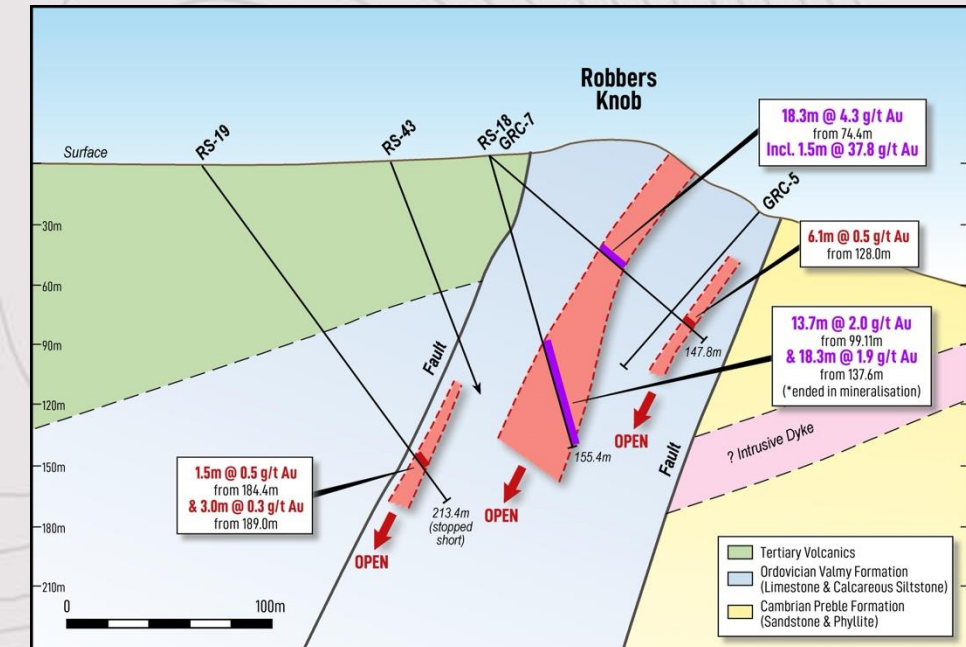 Robbers
Knob
Surface
RS-19
RS-43
RS-18
GRC-7
GRC-5
18.3m @ 4.3 g/t Au
from 74.4m
Incl. 1.5m @ 37.8 g/t Au
6.1m @ 0.5 g/t Au
from 128.0m
13.7m @ 2.0 g/t Au
from 99.11m
& 18.3m @ 1.9 g/t Au
from 137.6m
(*ended in mineralisation)
30m
60m
90m
120m
150m
180m
210m
Fault
147.8m
OPEN
155.4m
Fault
? Intrusive Dyke
1.5m @ 0.5 g/t Au
from 184.4m
& 3.0m @ 0.3 g/t Au
from 189.0m
213.4m
(stopped
short)
OPEN
OPEN
0
100m
Tertiary Volcanics
Ordovician Valmy Formation
(Limestone & Calcareous Siltstone)
Cambrian Preble Formation
(Sandstone & Phyllite)